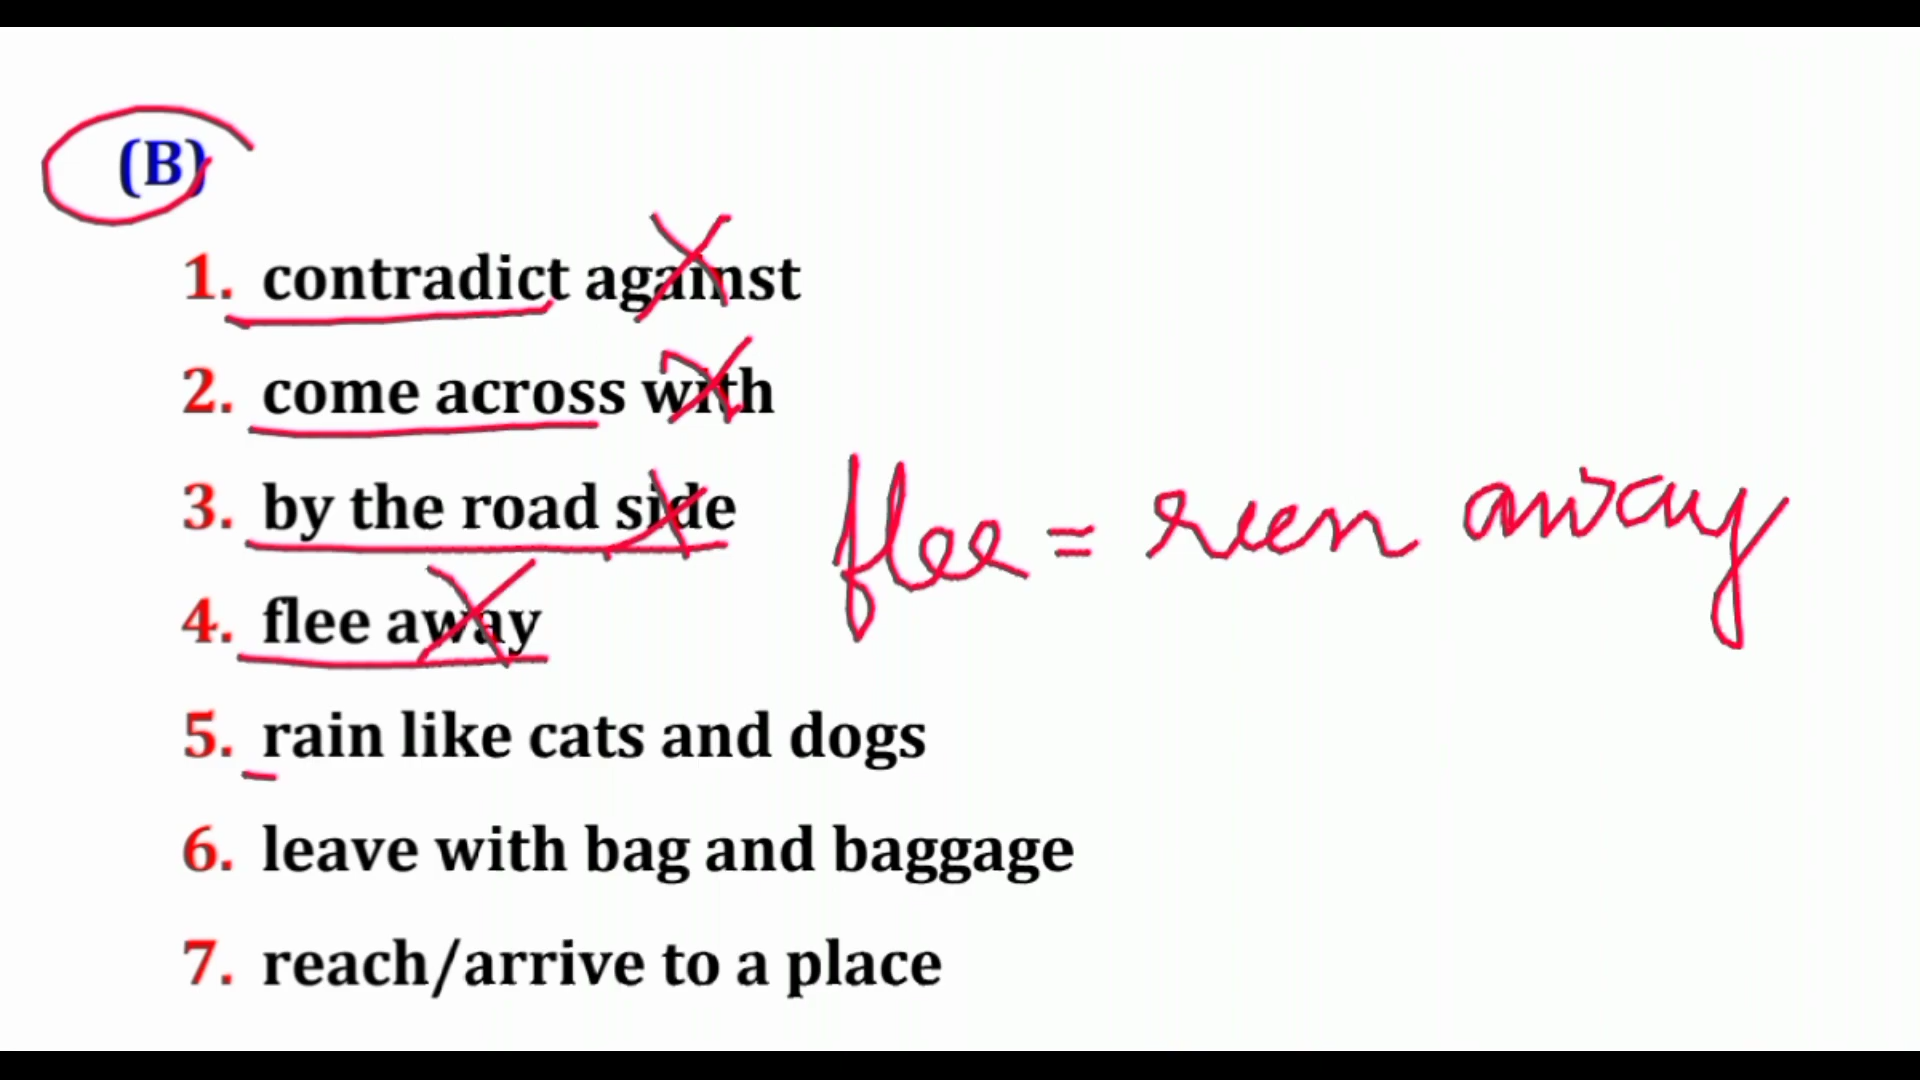 (B)
1. contradict against
2. come across with
3. by the road side
flee = run away
4. flee away
5. rain like cats and dogs
6. leave with bag and baggage
7. reach/arrive to a place